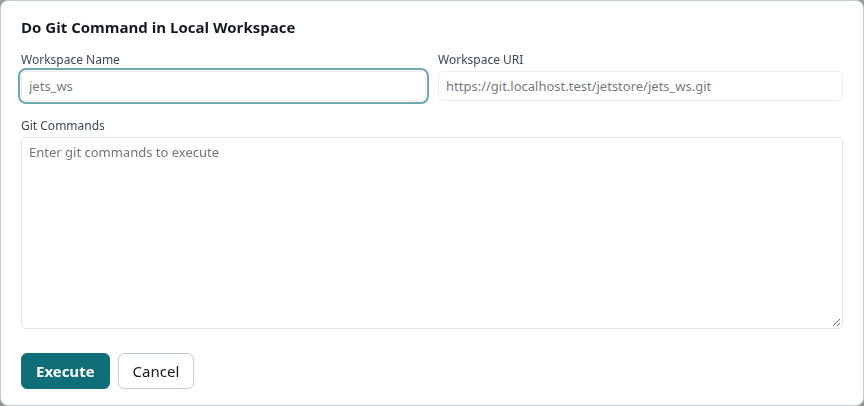 Do Git Command in Local Workspace
Workspace Name
Workspace URI
jets_ws
https://git.localhost.test/jetstore/jets_ws.git
Git Commands
Enter git commands to execute
Execute
Cancel